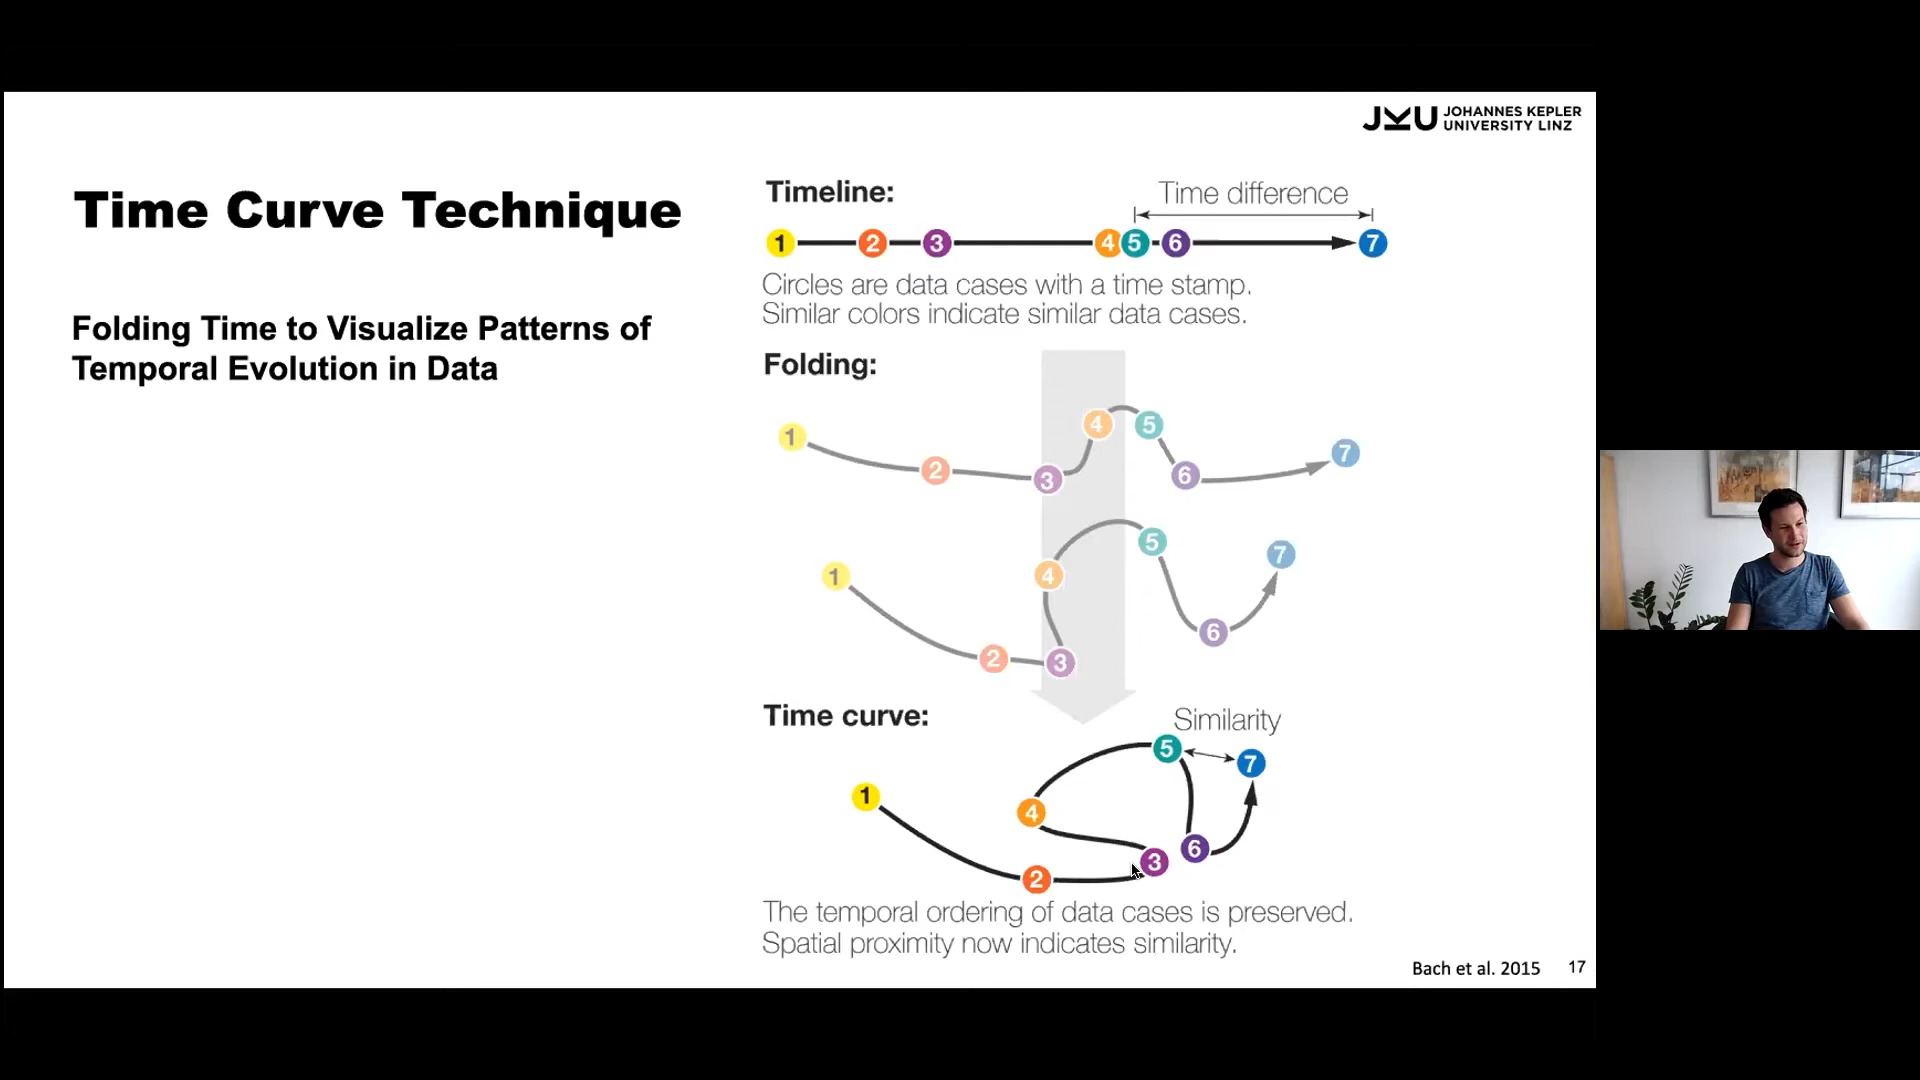 JKU JOHANNES KEPLER
UNIVERSITY LINZ
Time Curve Technique
Folding Time to Visualize Patterns of
Temporal Evolution in Data
Timeline:
Time difference
1 2 3 4 5 6 7
Circles are data cases with a time stamp.
Similar colors indicate similar data cases.
Folding:
1 2 3 4 5 6 7
1 2 3 4 5 6 7
Time curve:
Similarity
1 2 3 4 5 6 7
The temporal ordering of data cases is preserved.
Spatial proximity now indicates similarity.
Bach et al. 2015 17